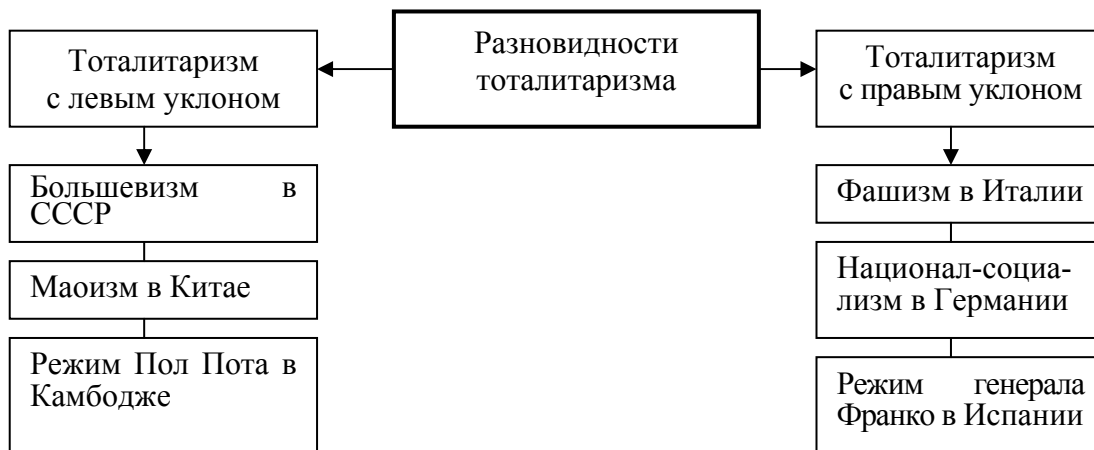 Разновидности
тоталитаризма
Тоталитаризм
с левым уклоном
Большевизм в
СССР
Маоизм в Китае
Режим Пол Пота в
Камбодже
Тоталитаризм
с правым уклоном
Фашизм в Италии
Национал-социа-
лизм в Германии
Режим генерала
Франко в Испании